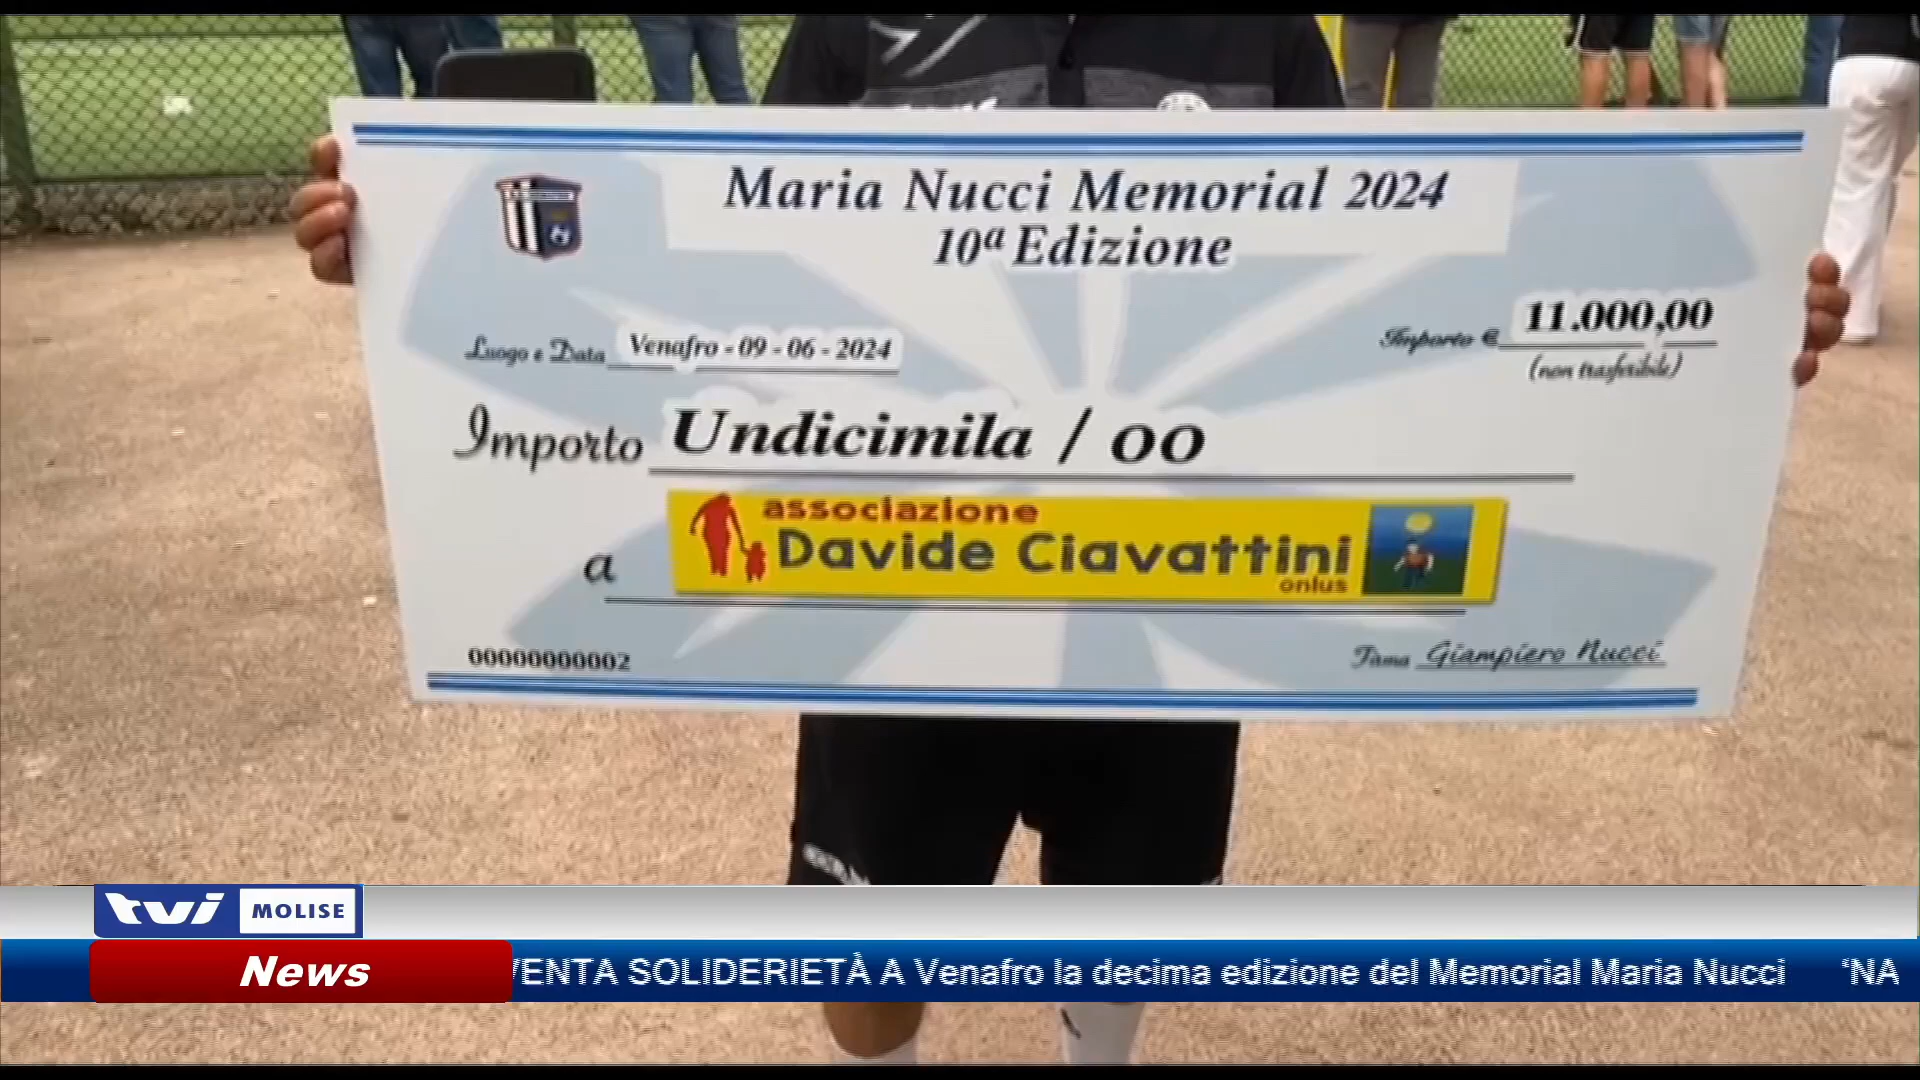 Maria Nucci Memorial 2024
10ª Edizione
Luogo e Data Venafro - 09 - 06 - 2024
Importo € 11.000,00
(non trasferibile)
Importo Undicimila / 00
associazione
a Davide Ciavattini
onlus
00000000002
Firma Giampiero Nucci
tvi MOLISE
News VENTA SOLIDERIETÀ A Venafro la decima edizione del Memorial Maria Nucci 'NA